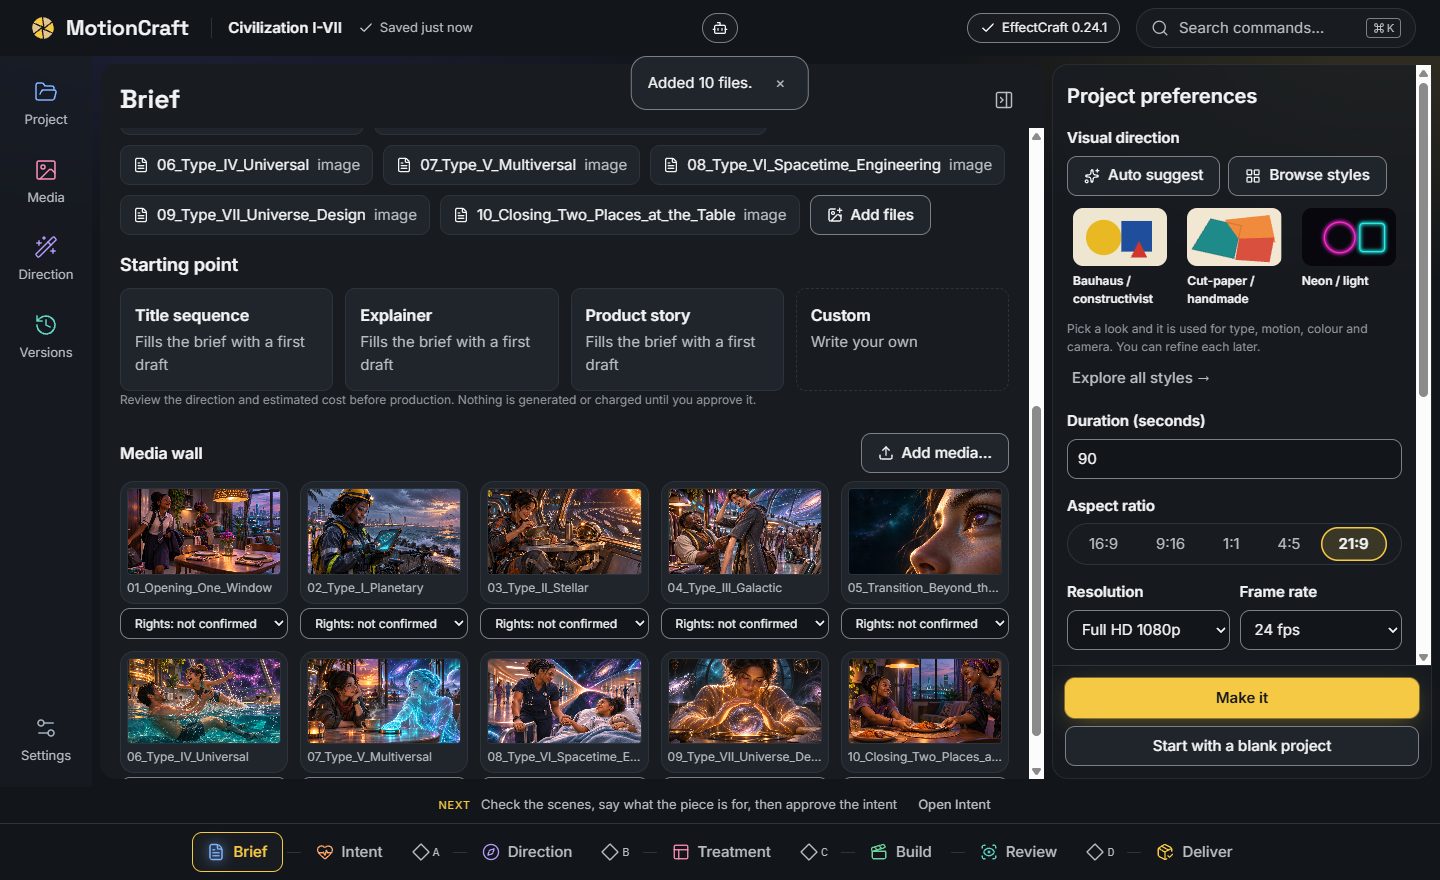 MotionCraft
Civilization I-VII
Saved just now
EffectCraft 0.24.1
Search commands...
⌘K
Added 10 files.
×
Project
Media
Direction
Versions
Settings
Brief
06_Type_IV_Universal image
07_Type_V_Multiversal image
08_Type_VI_Spacetime_Engineering image
09_Type_VII_Universe_Design image
10_Closing_Two_Places_at_the_Table image
Add files
Starting point
Title sequence
Fills the brief with a first
draft
Explainer
Fills the brief with a first
draft
Product story
Fills the brief with a first
draft
Custom
Write your own
Review the direction and estimated cost before production. Nothing is generated or charged until you approve it.
Media wall
Add media...
01_Opening_One_Window
02_Type_I_Planetary
03_Type_II_Stellar
04_Type_III_Galactic
05_Transition_Beyond_th...
Rights: not confirmed
Rights: not confirmed
Rights: not confirmed
Rights: not confirmed
Rights: not confirmed
06_Type_IV_Universal
07_Type_V_Multiversal
08_Type_VI_Spacetime_E...
09_Type_VII_Universe_De...
10_Closing_Two_Places_a...
Project preferences
Visual direction
Auto suggest
Browse styles
Bauhaus /
constructivist
Cut-paper /
handmade
Neon / light
Pick a look and it is used for type, motion, colour and
camera. You can refine each later.
Explore all styles →
Duration (seconds)
90
Aspect ratio
16:9
9:16
1:1
4:5
21:9
Resolution
Frame rate
Full HD 1080p
24 fps
Make it
Start with a blank project
NEXT Check the scenes, say what the piece is for, then approve the intent Open Intent
Brief
Intent
A
Direction
B
Treatment
C
Build
Review
D
Deliver